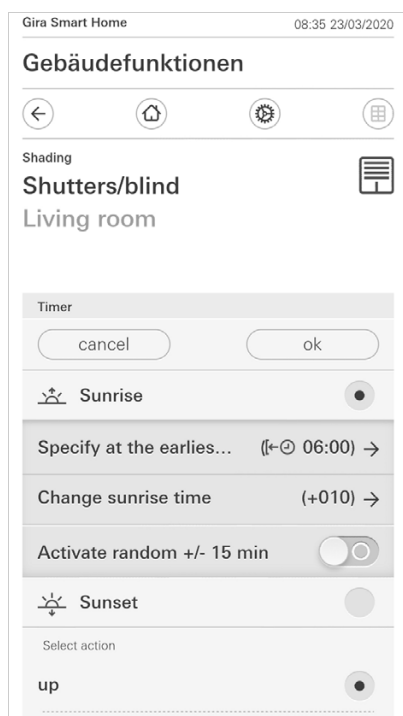 Gira Smart Home 08:35 23/03/2020
Gebäudefunktionen
Shading
Shutters/blind
Living room
Timer
cancel ok
Sunrise
Specify at the earlies... ([←🕘 06:00) →
Change sunrise time (+010) →
Activate random +/- 15 min
Sunset
Select action
up